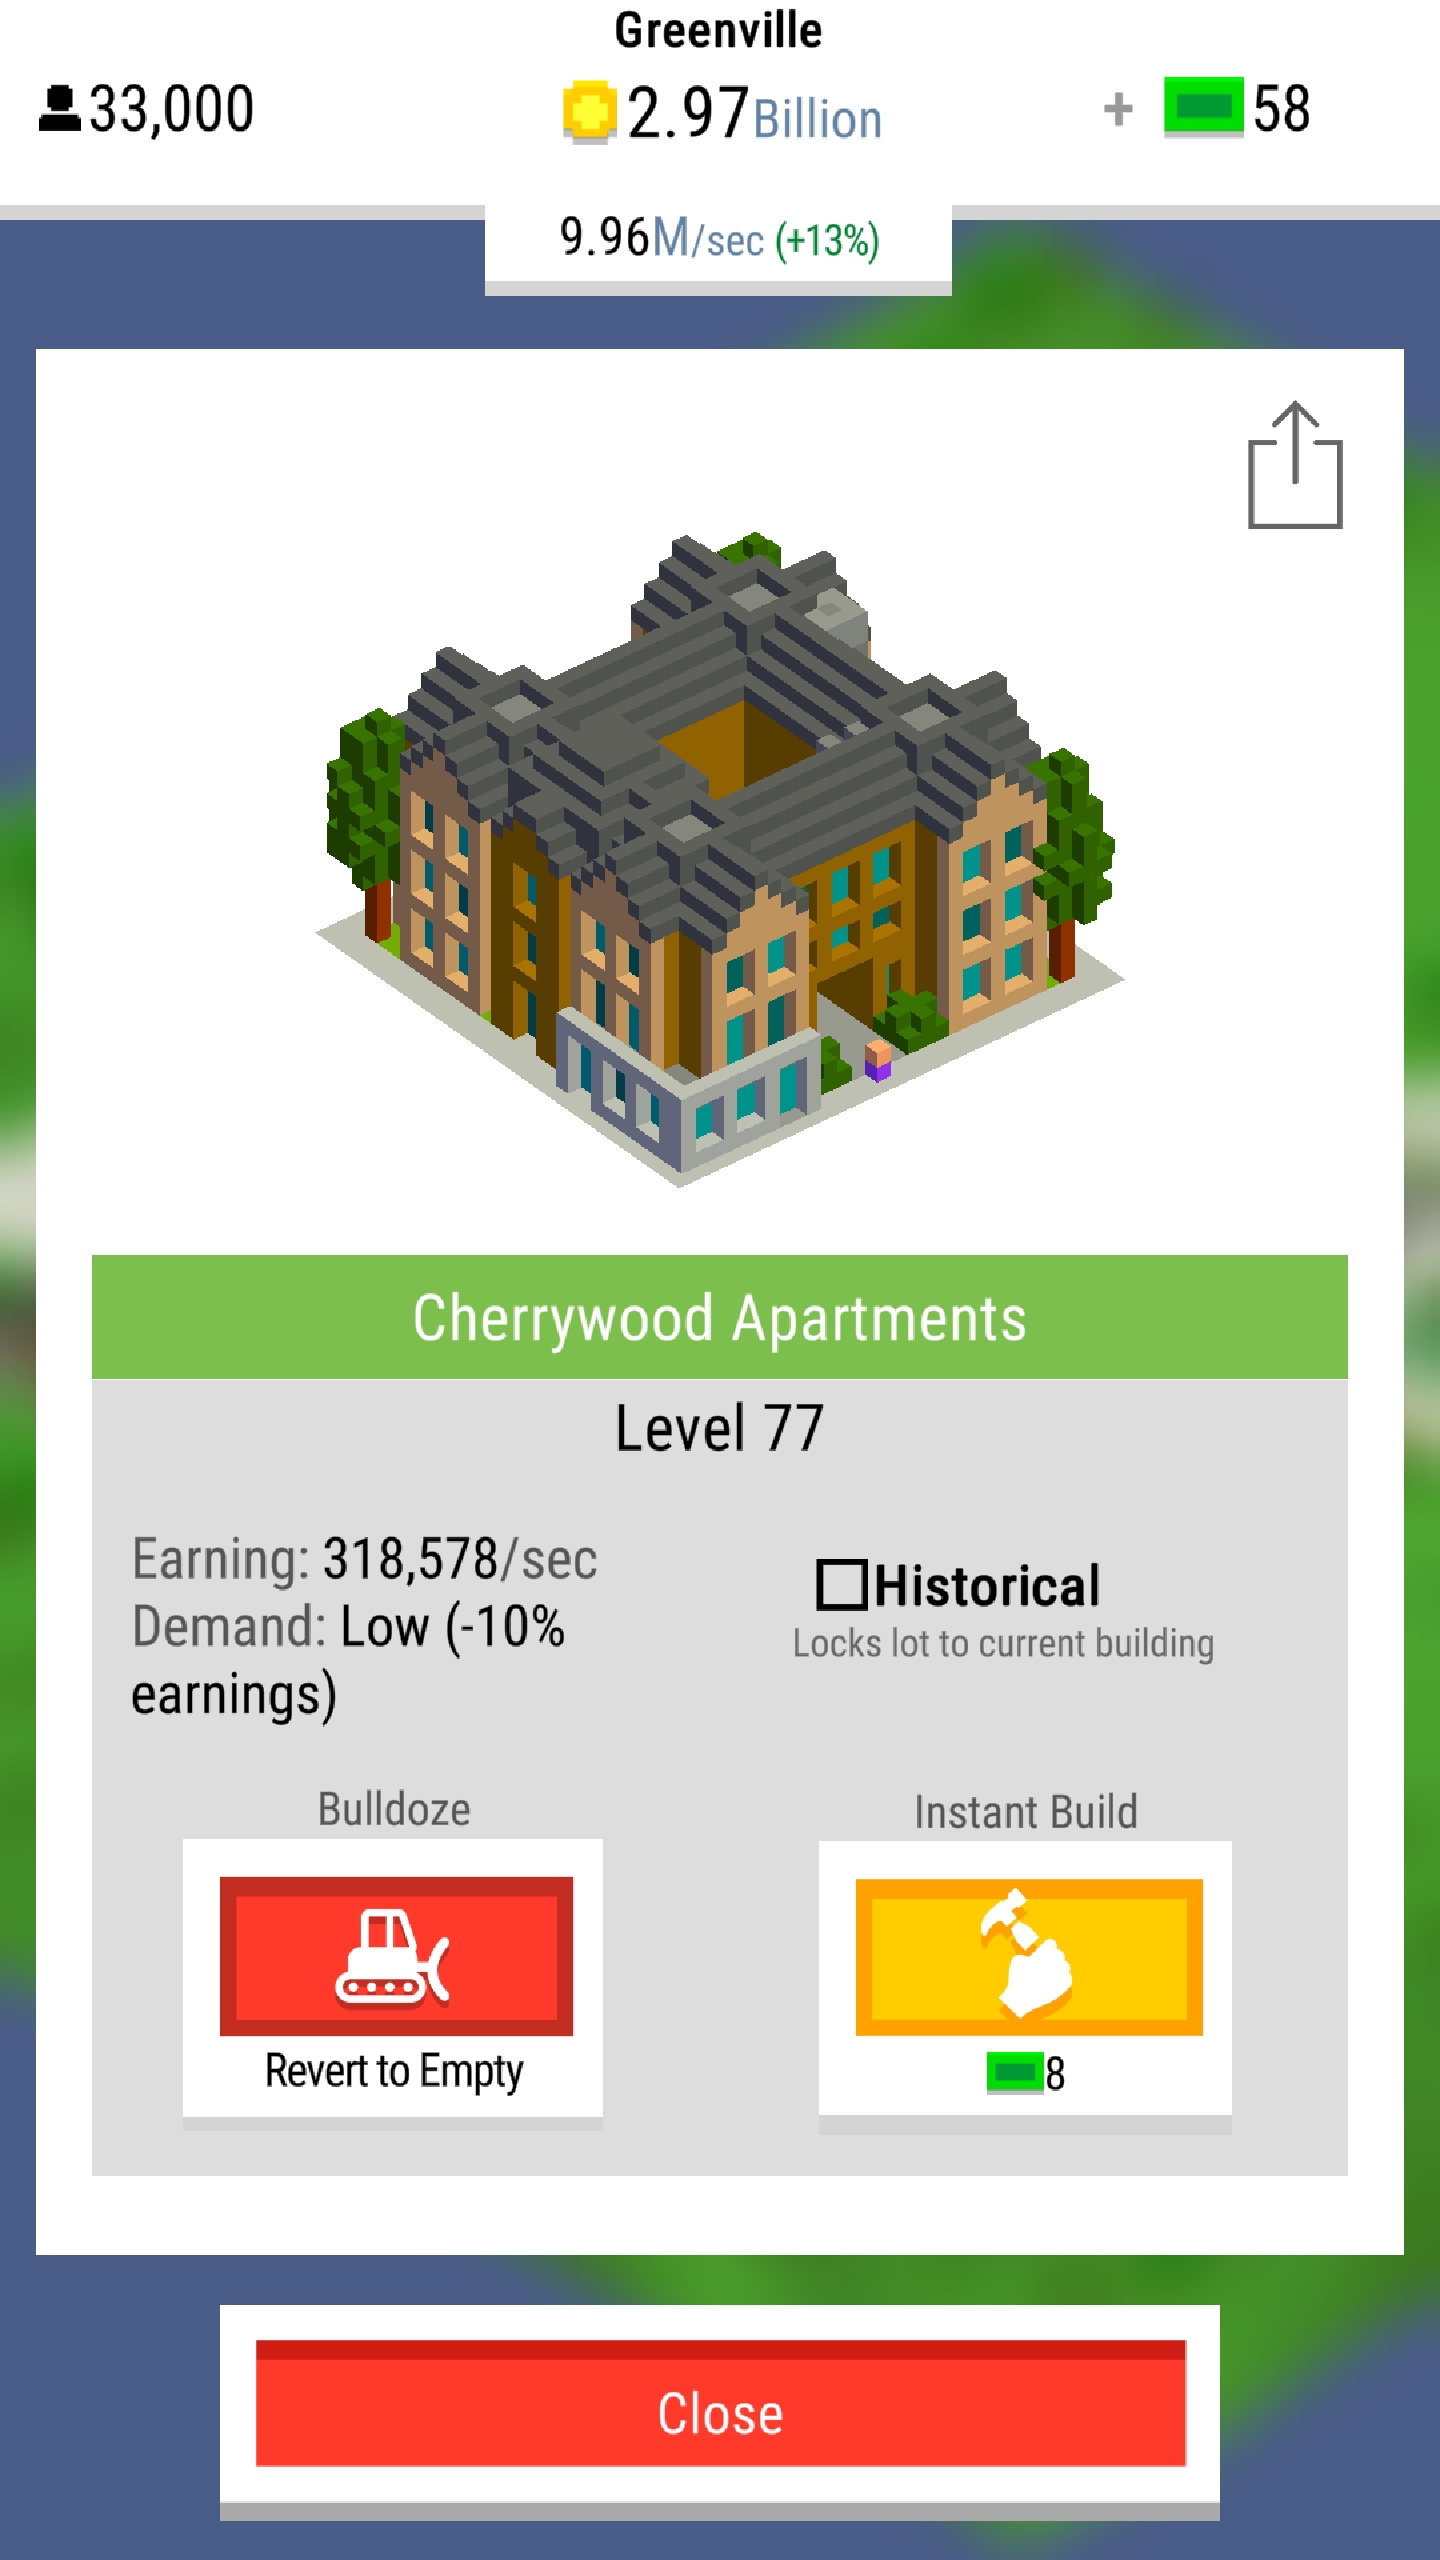 Greenville
33,000
2.97Billion
+ 58
9.96M/sec (+13%)
Cherrywood Apartments
Level 77
Earning: 318,578/sec
Demand: Low (-10%
earnings)
Historical
Locks lot to current building
Bulldoze
Instant Build
Revert to Empty
8
Close